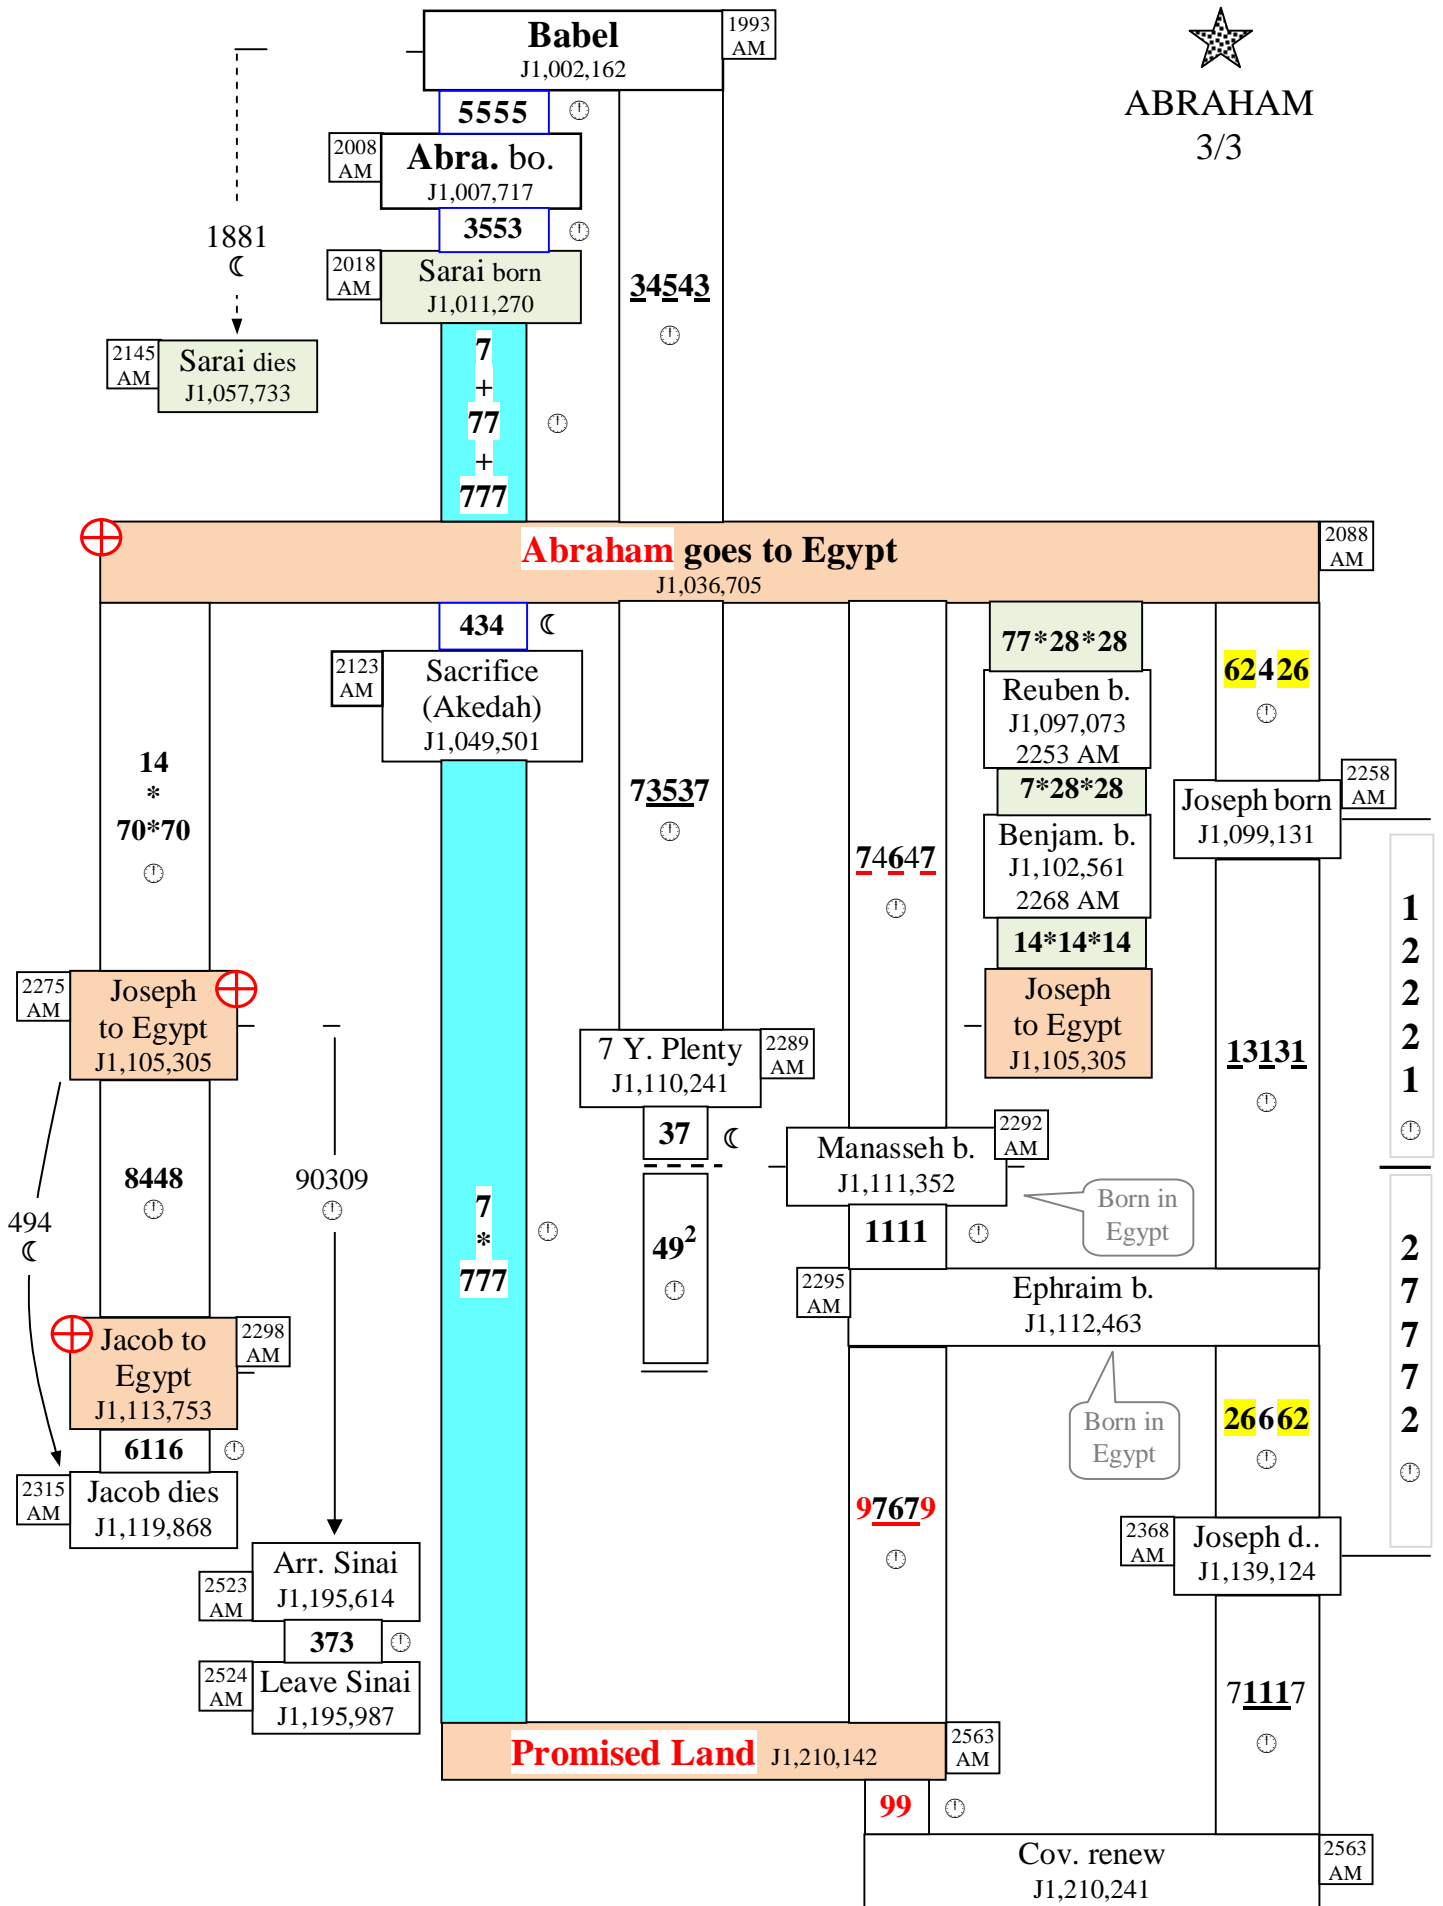 Babel
J1,002,162
1993
AM
ABRAHAM
3/3
5555
2008
AM
Abra. bo.
J1,007,717
3553
2018
AM
Sarai born
J1,011,270
34543
1881
☾
2145
AM
Sarai dies
J1,057,733
7
+
77
+
777
Abraham goes to Egypt
J1,036,705
2088
AM
434 ☾
2123
AM
Sacrifice
(Akedah)
J1,049,501
77*28*28
Reuben b.
J1,097,073
2253 AM
7*28*28
Benjam. b.
J1,102,561
2268 AM
14*14*14
Joseph
to Egypt
J1,105,305
62426
2258
AM
Joseph born
J1,099,131
14
*
70*70
73537
74647
2275
AM
Joseph
to Egypt
J1,105,305
7 Y. Plenty
J1,110,241
2289
AM
13131
1
2
2
2
1
37 ☾
2292
AM
Manasseh b.
J1,111,352
Born in
Egypt
8448
90309
494
☾
7
*
777
49²
1111
2295
AM
Ephraim b.
J1,112,463
2
7
7
7
2
Jacob to
Egypt
J1,113,753
2298
AM
Born in
Egypt
26662
6116
2315
AM
Jacob dies
J1,119,868
97679
2368
AM
Joseph d..
J1,139,124
2523
AM
Arr. Sinai
J1,195,614
373
2524
AM
Leave Sinai
J1,195,987
71117
Promised Land J1,210,142
2563
AM
99
Cov. renew
J1,210,241
2563
AM